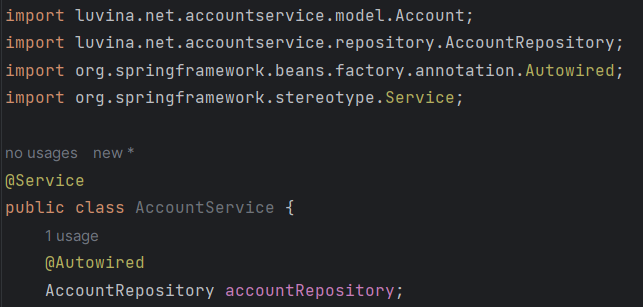 import luvina.net.accountservice.model.Account;
import luvina.net.accountservice.repository.AccountRepository;
import org.springframework.beans.factory.annotation.Autowired;
import org.springframework.stereotype.Service;
no usages new *
@Service
public class AccountService {
1 usage
@Autowired
AccountRepository accountRepository;